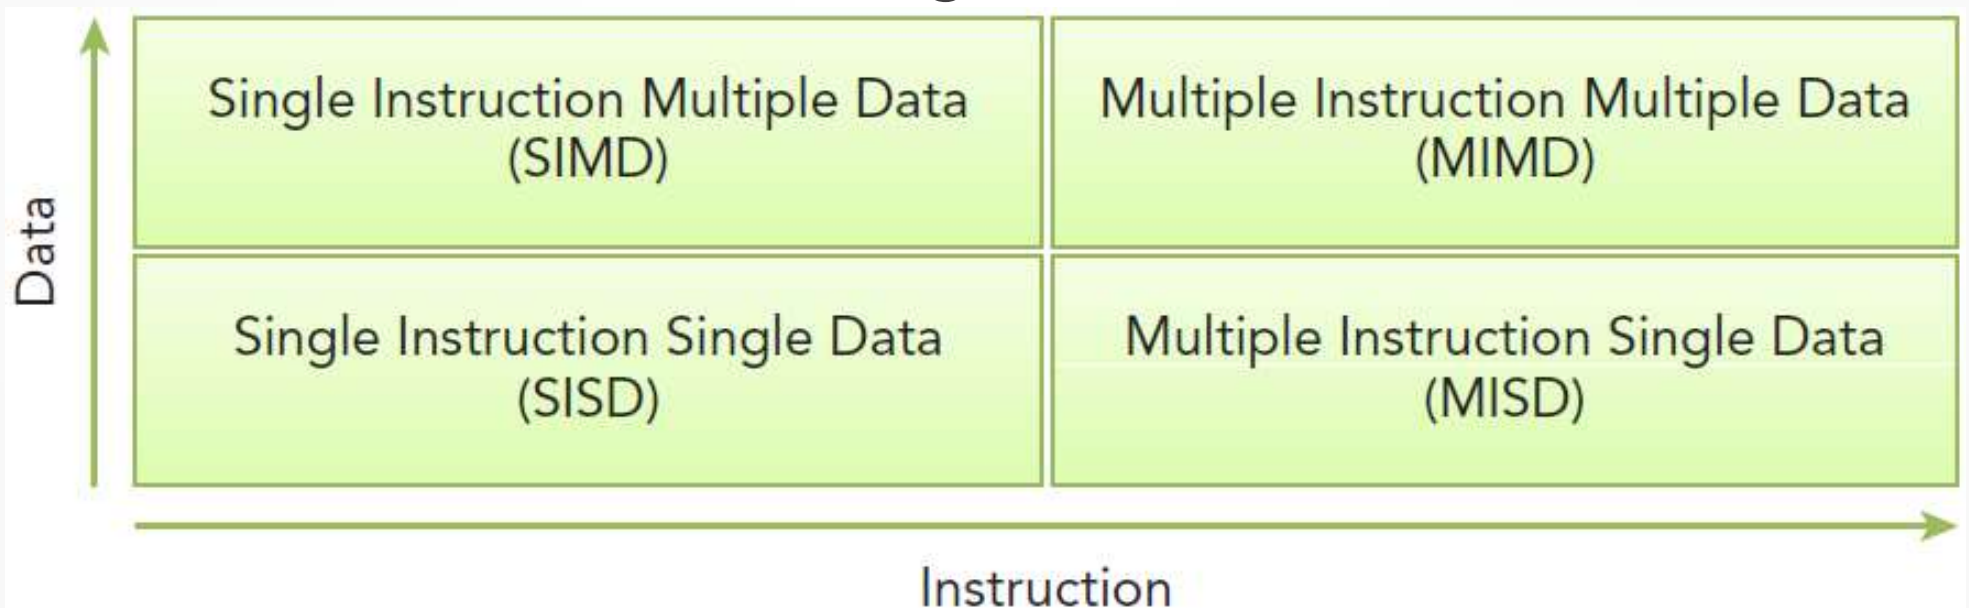 Single Instruction Multiple Data
(SIMD)
Multiple Instruction Multiple Data
(MIMD)
Data
Single Instruction Single Data
(SISD)
Multiple Instruction Single Data
(MISD)
Instruction